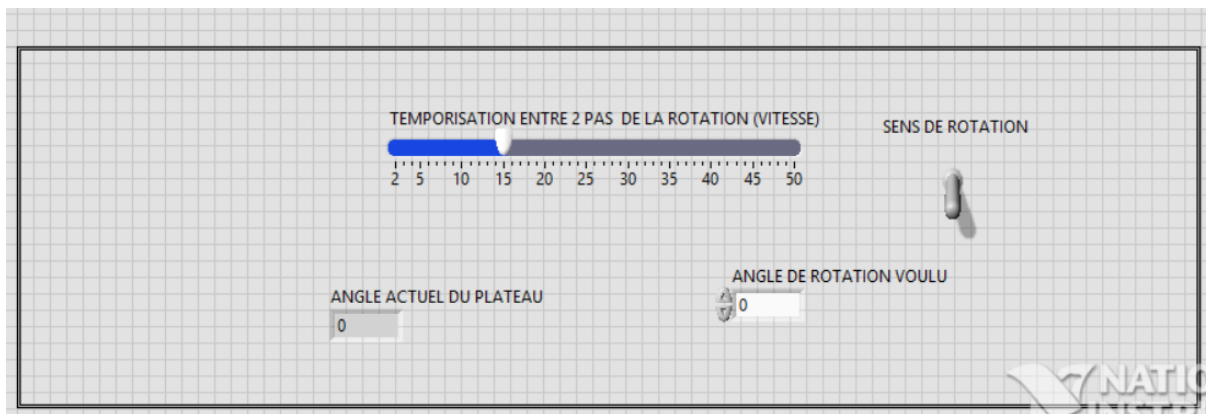 TEMPORISATION ENTRE 2 PAS DE LA ROTATION (VITESSE)
SENS DE ROTATION
2 5 10 15 20 25 30 35 40 45 50
ANGLE DE ROTATION VOULU
0
ANGLE ACTUEL DU PLATEAU
0